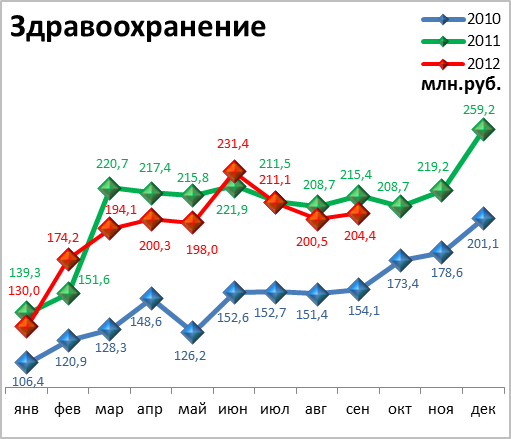 Здравоохранение
2010
2011
2012
млн.руб.
259,2
231,4
220,7 217,4 215,8 211,5 208,7 215,4 208,7 219,2
194,1 200,3 198,0 221,9 211,1 200,5 204,4 201,1
174,2
139,3 151,6
130,0
148,6 152,6 152,7 151,4 154,1 173,4 178,6
106,4 120,9 128,3 126,2
янв фев мар апр май июн июл авг сен окт ноя дек